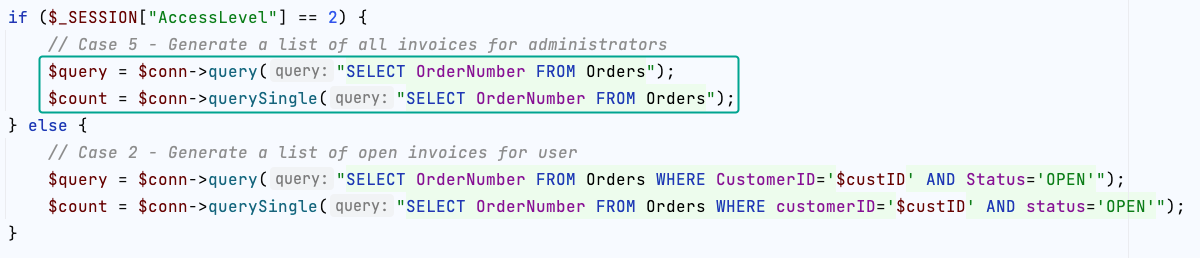 if ($_SESSION["AccessLevel"] == 2) {
    // Case 5 - Generate a list of all invoices for administrators
    $query = $conn->query( query: "SELECT OrderNumber FROM Orders");
    $count = $conn->querySingle( query: "SELECT OrderNumber FROM Orders");
} else {
    // Case 2 - Generate a list of open invoices for user
    $query = $conn->query( query: "SELECT OrderNumber FROM Orders WHERE CustomerID='$custID' AND Status='OPEN'");
    $count = $conn->querySingle( query: "SELECT OrderNumber FROM Orders WHERE customerID='$custID' AND status='OPEN'");
}